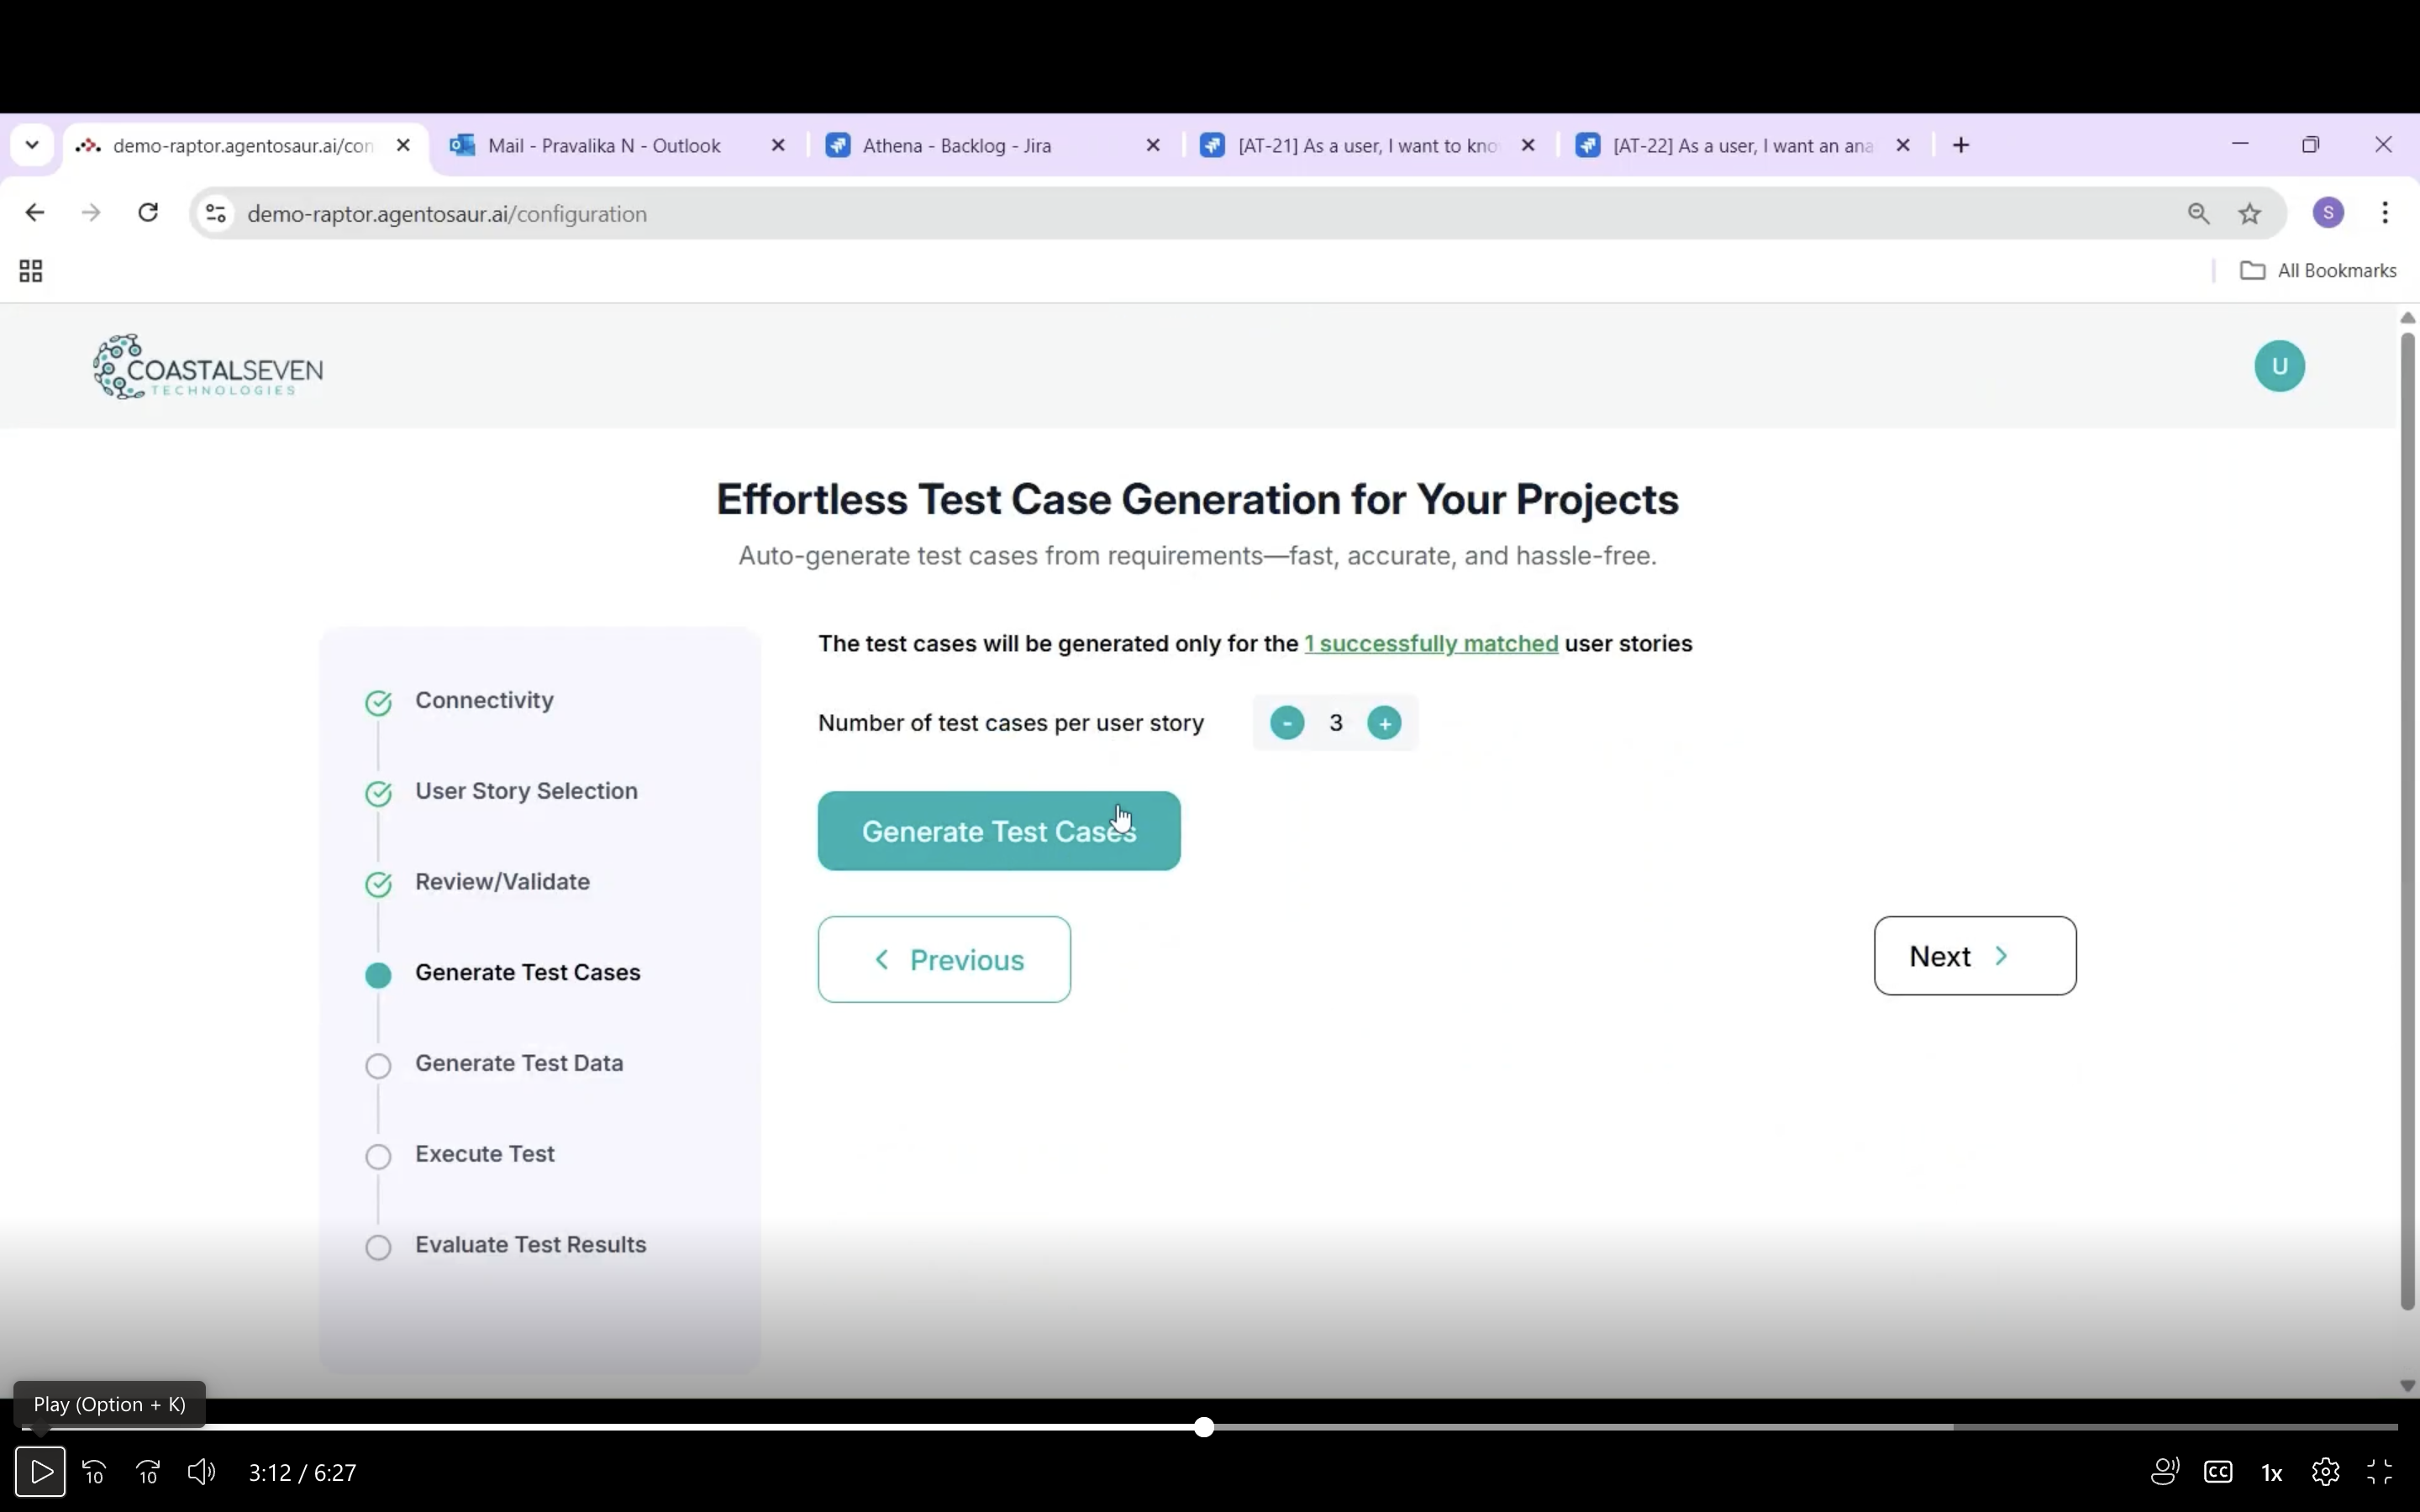 demo-raptor.agentosaur.ai/con
Mail - Pravalika N - Outlook
Athena - Backlog - Jira
[AT-21] As a user, I want to kno
[AT-22] As a user, I want an ana
demo-raptor.agentosaur.ai/configuration
S
All Bookmarks
COASTALSEVEN
TECHNOLOGIES
U
Effortless Test Case Generation for Your Projects
Auto-generate test cases from requirements—fast, accurate, and hassle-free.
The test cases will be generated only for the 1 successfully matched user stories
Connectivity
Number of test cases per user story
- 3 +
User Story Selection
Generate Test Cases
Review/Validate
Previous
Next
Generate Test Cases
Generate Test Data
Execute Test
Evaluate Test Results
Play (Option + K)
10
10
3:12 / 6:27
CC
1x